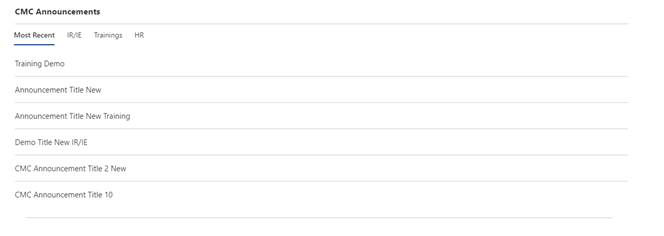 CMC Announcements
Most Recent IR/IE Trainings HR
Training Demo
Announcement Title New
Announcement Title New Training
Demo Title New IR/IE
CMC Announcement Title 2 New
CMC Announcement Title 10